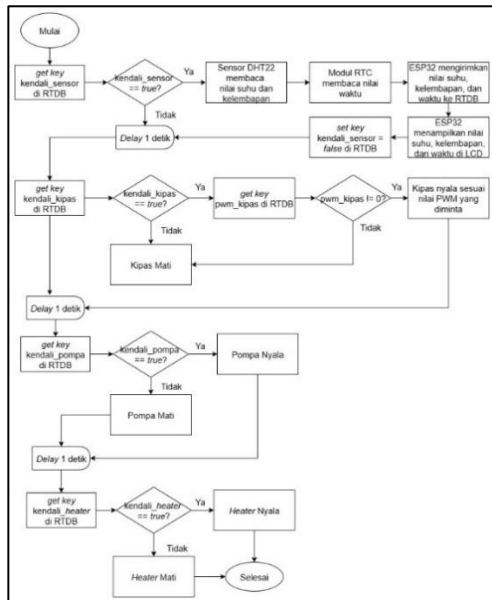 Mulai
get key
kendali_sensor
di RTDB
kendali_sensor
== true?
Ya
Tidak
Sensor DHT22
membaca
nilai suhu dan
kelembapan
Modul RTC
membaca nilai
waktu
ESP32 mengirimkan
nilai suhu,
kelembapan, dan
waktu ke RTDB
ESP32
menampilkan nilai
suhu, kelembapan,
dan waktu di LCD
set key
kendali_sensor =
false di RTDB
Delay 1 detik
get key
kendali_kipas
di RTDB
kendali_kipas
== true?
Ya
Tidak
get key
pwm_kipas di RTDB
pwm_kipas != 0?
Ya
Tidak
Kipas nyala sesuai
nilai PWM yang
diminta
Kipas Mati
Delay 1 detik
get key
kendali_pompa
di RTDB
kendali_pompa
== true?
Ya
Tidak
Pompa Nyala
Pompa Mati
Delay 1 detik
get key
kendali_heater
di RTDB
kendali_heater
== true?
Ya
Tidak
Heater Nyala
Heater Mati
Selesai